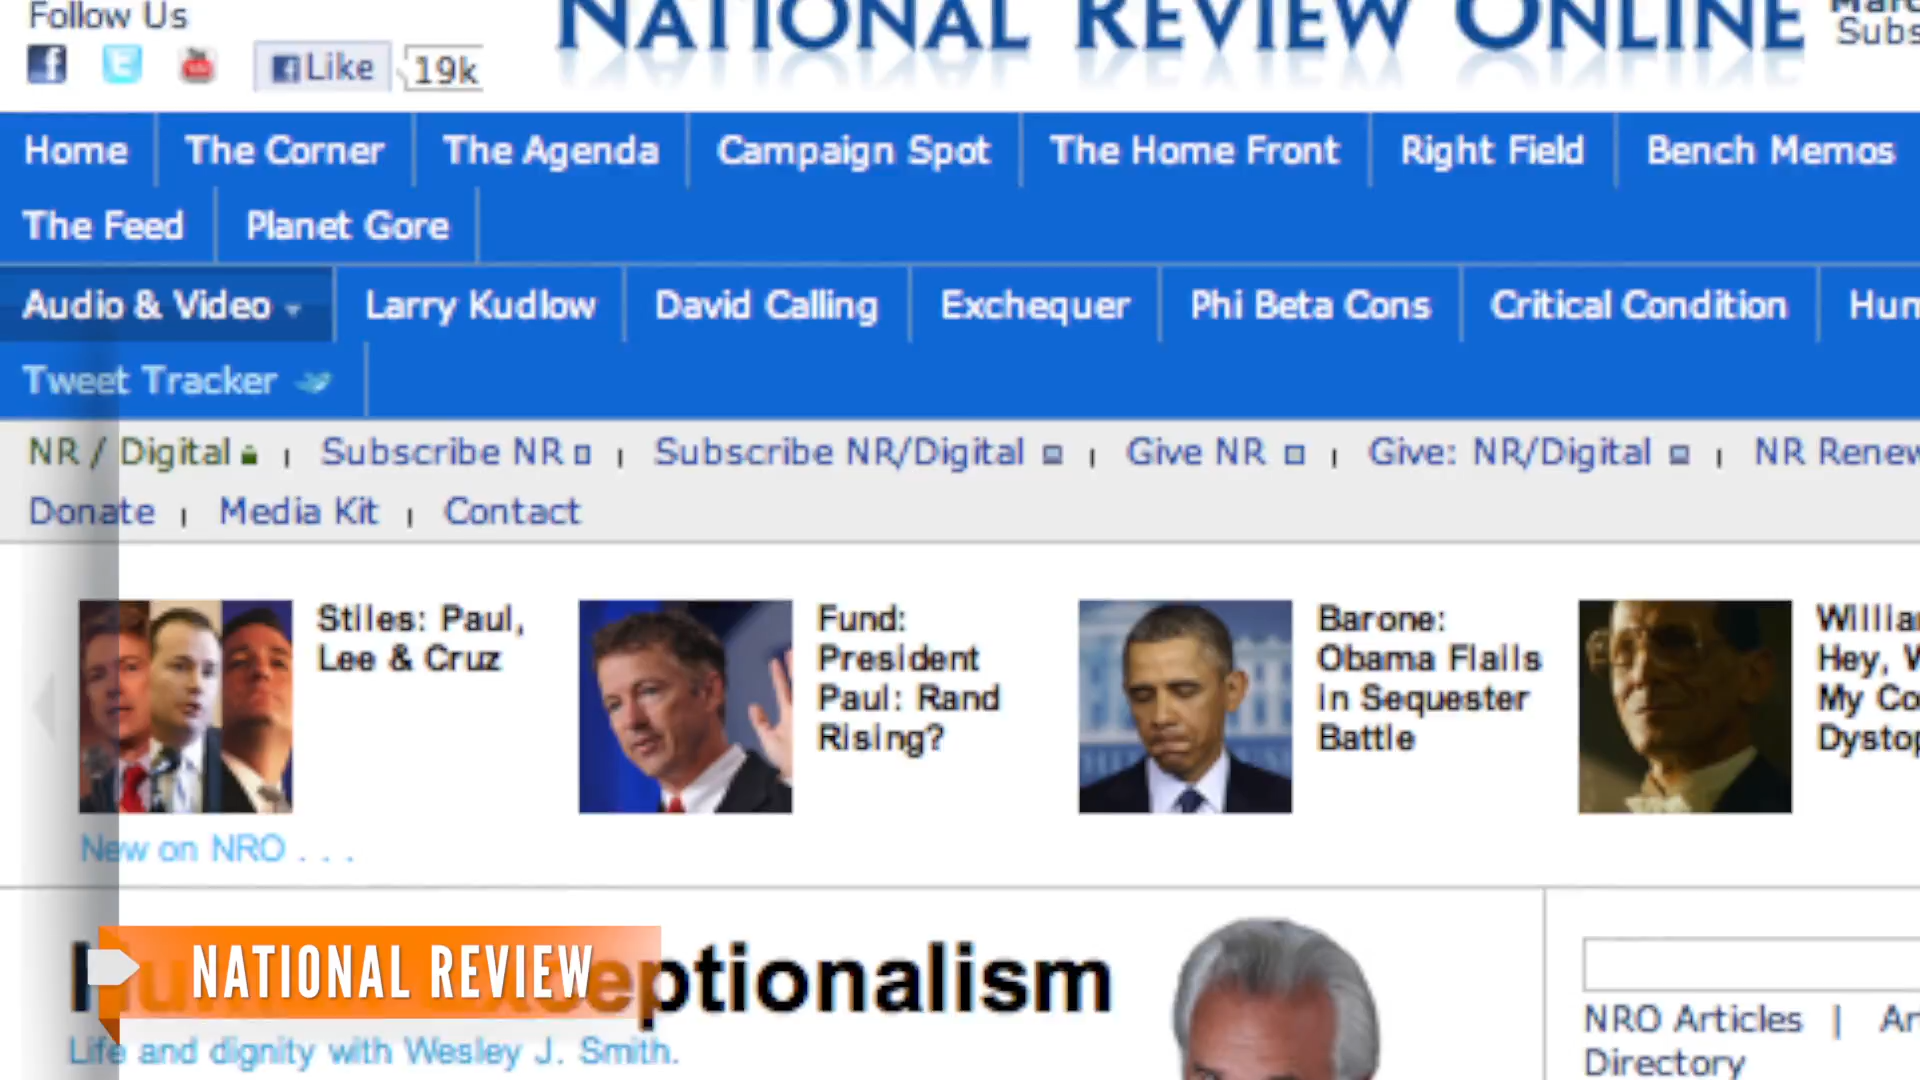 Follow Us
NATIONAL REVIEW ONLINE
Subs
Like
19k
Home
The Corner
The Agenda
Campaign Spot
The Home Front
Right Field
Bench Memos
The Feed
Planet Gore
Audio & Video
Larry Kudlow
David Calling
Exchequer
Phi Beta Cons
Critical Condition
Hum
Tweet Tracker
NR / Digital
Subscribe NR
Subscribe NR/Digital
Give NR
Give: NR/Digital
NR Renew
Donate
Media Kit
Contact
Stiles: Paul,
Lee & Cruz
Fund:
President
Paul: Rand
Rising?
Barone:
Obama Flails
in Sequester
Battle
Willia
Hey, W
My Co
Dystop
New on NRO . . .
NATIONAL REVIEW
eptionalism
Life and dignity with Wesley J. Smith.
NRO Articles |
Directory